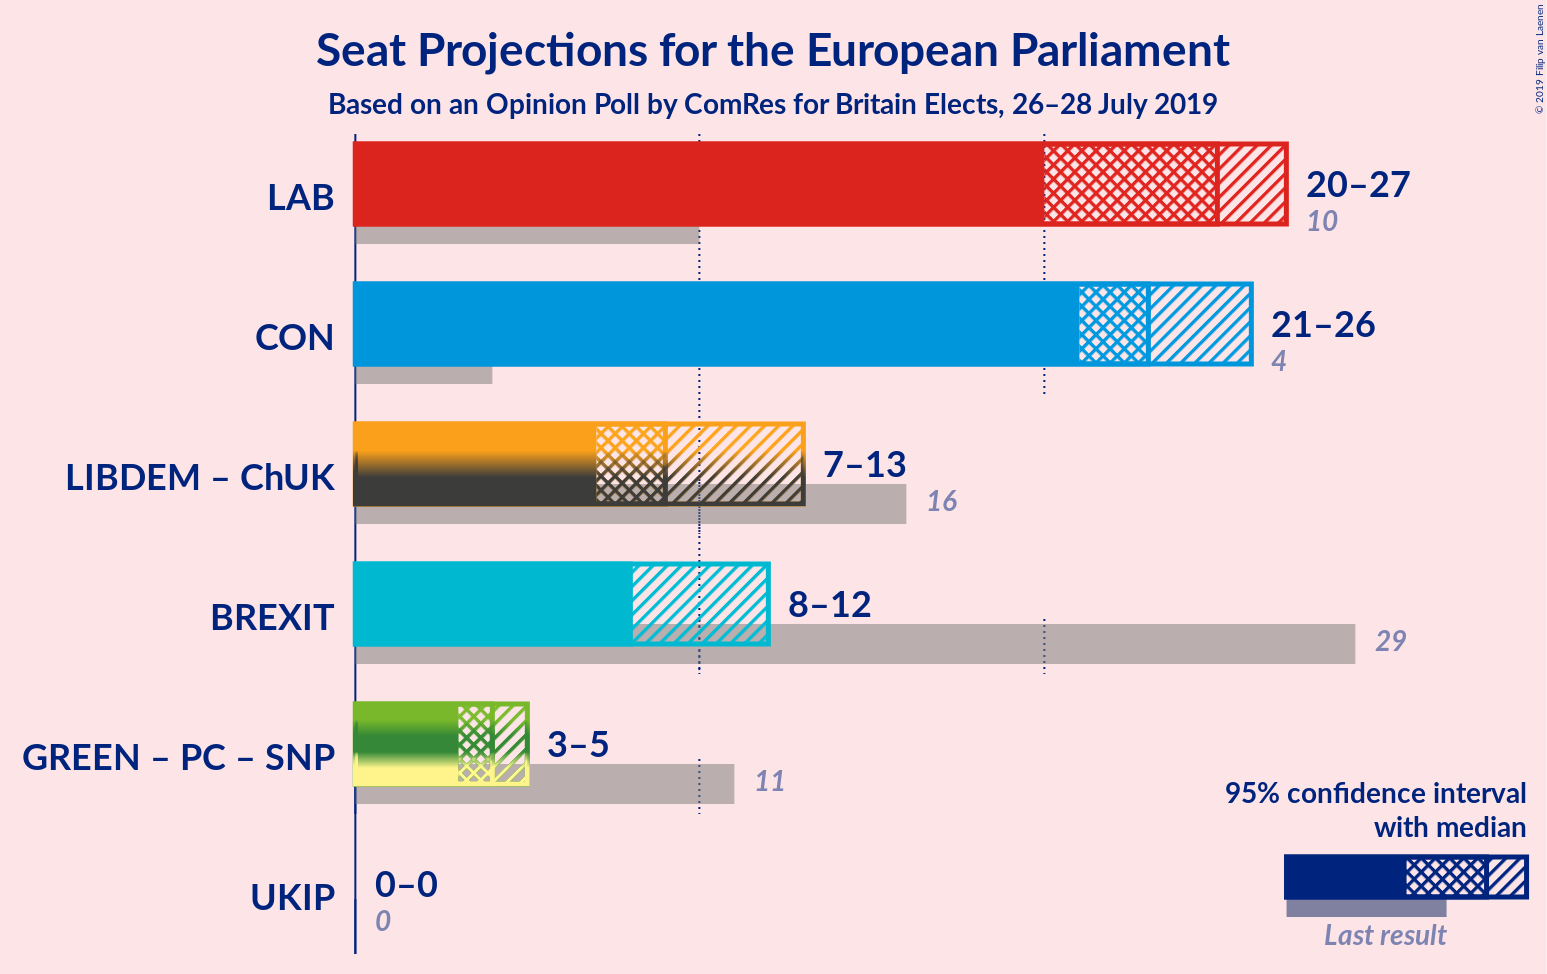 Seat Projections for the European Parliament
Based on an Opinion Poll by ComRes for Britain Elects, 26–28 July 2019
© 2019 Filip van Laenen
LAB
20–27
10
CON
21–26
4
LIBDEM – ChUK
7–13
16
BREXIT
8–12
29
GREEN – PC – SNP
3–5
11
UKIP
0–0
0
95% confidence interval
with median
Last result